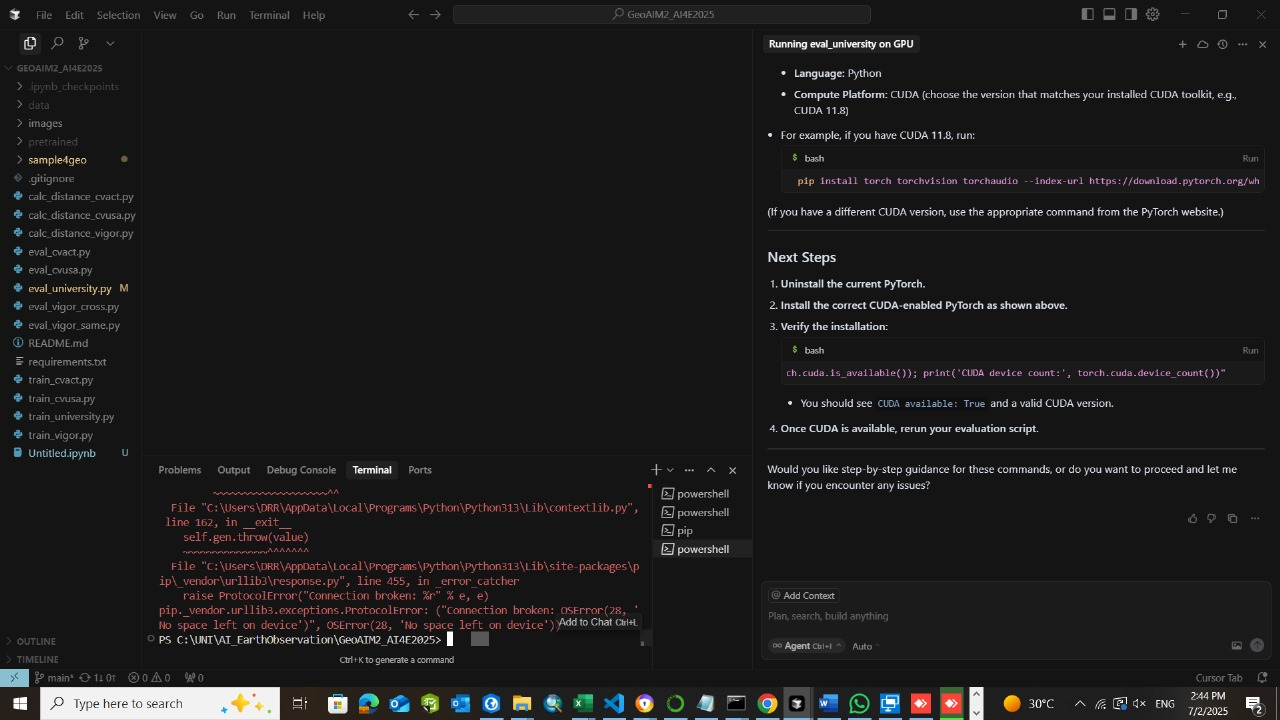 File Edit Selection View Go Run Terminal Help
GeoAIM2_AI4E2025
GEOAIM2_AI4E2025
.ipynb_checkpoints
data
images
pretrained
sample4geo
.gitignore
calc_distance_cvact.py
calc_distance_cvusa.py
calc_distance_vigor.py
eval_cvact.py
eval_cvusa.py
eval_university.py M
eval_vigor_cross.py
eval_vigor_same.py
README.md
requirements.txt
train_cvact.py
train_cvusa.py
train_university.py
train_vigor.py
Untitled.ipynb U
OUTLINE
TIMELINE
Problems Output Debug Console Terminal Ports
~~~~~~~~~~~~~~~~~~~~^^
File "C:\Users\DRR\AppData\Local\Programs\Python\Python313\Lib\contextlib.py",
line 162, in __exit__
self.gen.throw(value)
~~~~~~~~~~~~~~^^^^^^^
File "C:\Users\DRR\AppData\Local\Programs\Python\Python313\Lib\site-packages\p
ip\_vendor\urllib3\response.py", line 455, in _error_catcher
raise ProtocolError("Connection broken: %r" % e, e)
pip._vendor.urllib3.exceptions.ProtocolError: ("Connection broken: OSError(28, '
No space left on device')", OSError(28, 'No space left on device'))
Add to Chat Ctrl+L
PS C:\UNI\AI_EarthObservation\GeoAIM2_AI4E2025>
Ctrl+K to generate a command
powershell
powershell
pip
powershell
Running eval_university on GPU
Language: Python
Compute Platform: CUDA (choose the version that matches your installed CUDA toolkit, e.g.,
CUDA 11.8)
For example, if you have CUDA 11.8, run:
$ bash Run
pip install torch torchvision torchaudio --index-url https://download.pytorch.org/wh
(If you have a different CUDA version, use the appropriate command from the PyTorch website.)
Next Steps
1. Uninstall the current PyTorch.
2. Install the correct CUDA-enabled PyTorch as shown above.
3. Verify the installation:
$ bash Run
ch.cuda.is_available()); print('CUDA device count:', torch.cuda.device_count())"
You should see CUDA available: True and a valid CUDA version.
4. Once CUDA is available, rerun your evaluation script.
Would you like step-by-step guidance for these commands, or do you want to proceed and let me
know if you encounter any issues?
@ Add Context
Plan, search, build anything
∞ Agent Ctrl+I Auto
main* 1↓ 0↑ 0 0 0
Cursor Tab
Type here to search
30°C
ENG
2:44 PM
7/2/2025
2